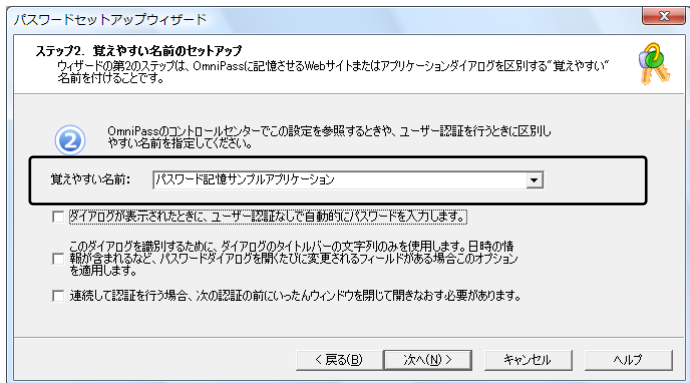 パスワードセットアップウィザード
ステップ2. 覚えやすい名前のセットアップ
ウィザードの第2のステップは、OmniPassに記憶させるWebサイトまたはアプリケーションダイアログを区別する"覚えやすい"
名前を付けることです。
2
OmniPassのコントロールセンターでこの設定を参照するときや、ユーザー認証を行うときに区別し
やすい名前を指定してください。
覚えやすい名前: パスワード記憶サンプルアプリケーション
ダイアログが表示されたときに、ユーザー認証なしで自動的にパスワードを入力します。
このダイアログを識別するために、ダイアログのタイトルバーの文字列のみを使用します。日時の情
報が含まれるなど、パスワードダイアログを開くたびに変更されるフィールドがある場合このオプション
を適用します。
連続して認証を行う場合、次の認証の前にいったんウィンドウを閉じて開きなおす必要があります。
< 戻る(B) 次へ(N) > キャンセル ヘルプ